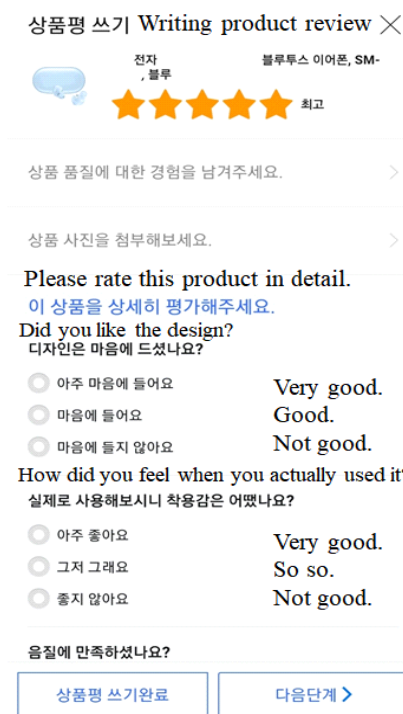 상품평 쓰기 Writing product review
전자 블루투스 이어폰, SM-
, 블루
최고
상품 품질에 대한 경험을 남겨주세요.
상품 사진을 첨부해보세요.
Please rate this product in detail.
이 상품을 상세히 평가해주세요.
Did you like the design?
디자인은 마음에 드셨나요?
아주 마음에 들어요 Very good.
마음에 들어요 Good.
마음에 들지 않아요 Not good.
How did you feel when you actually used it?
실제로 사용해보시니 착용감은 어땠나요?
아주 좋아요 Very good.
그저 그래요 So so.
좋지 않아요 Not good.
음질에 만족하셨나요?
상품평 쓰기완료 다음단계